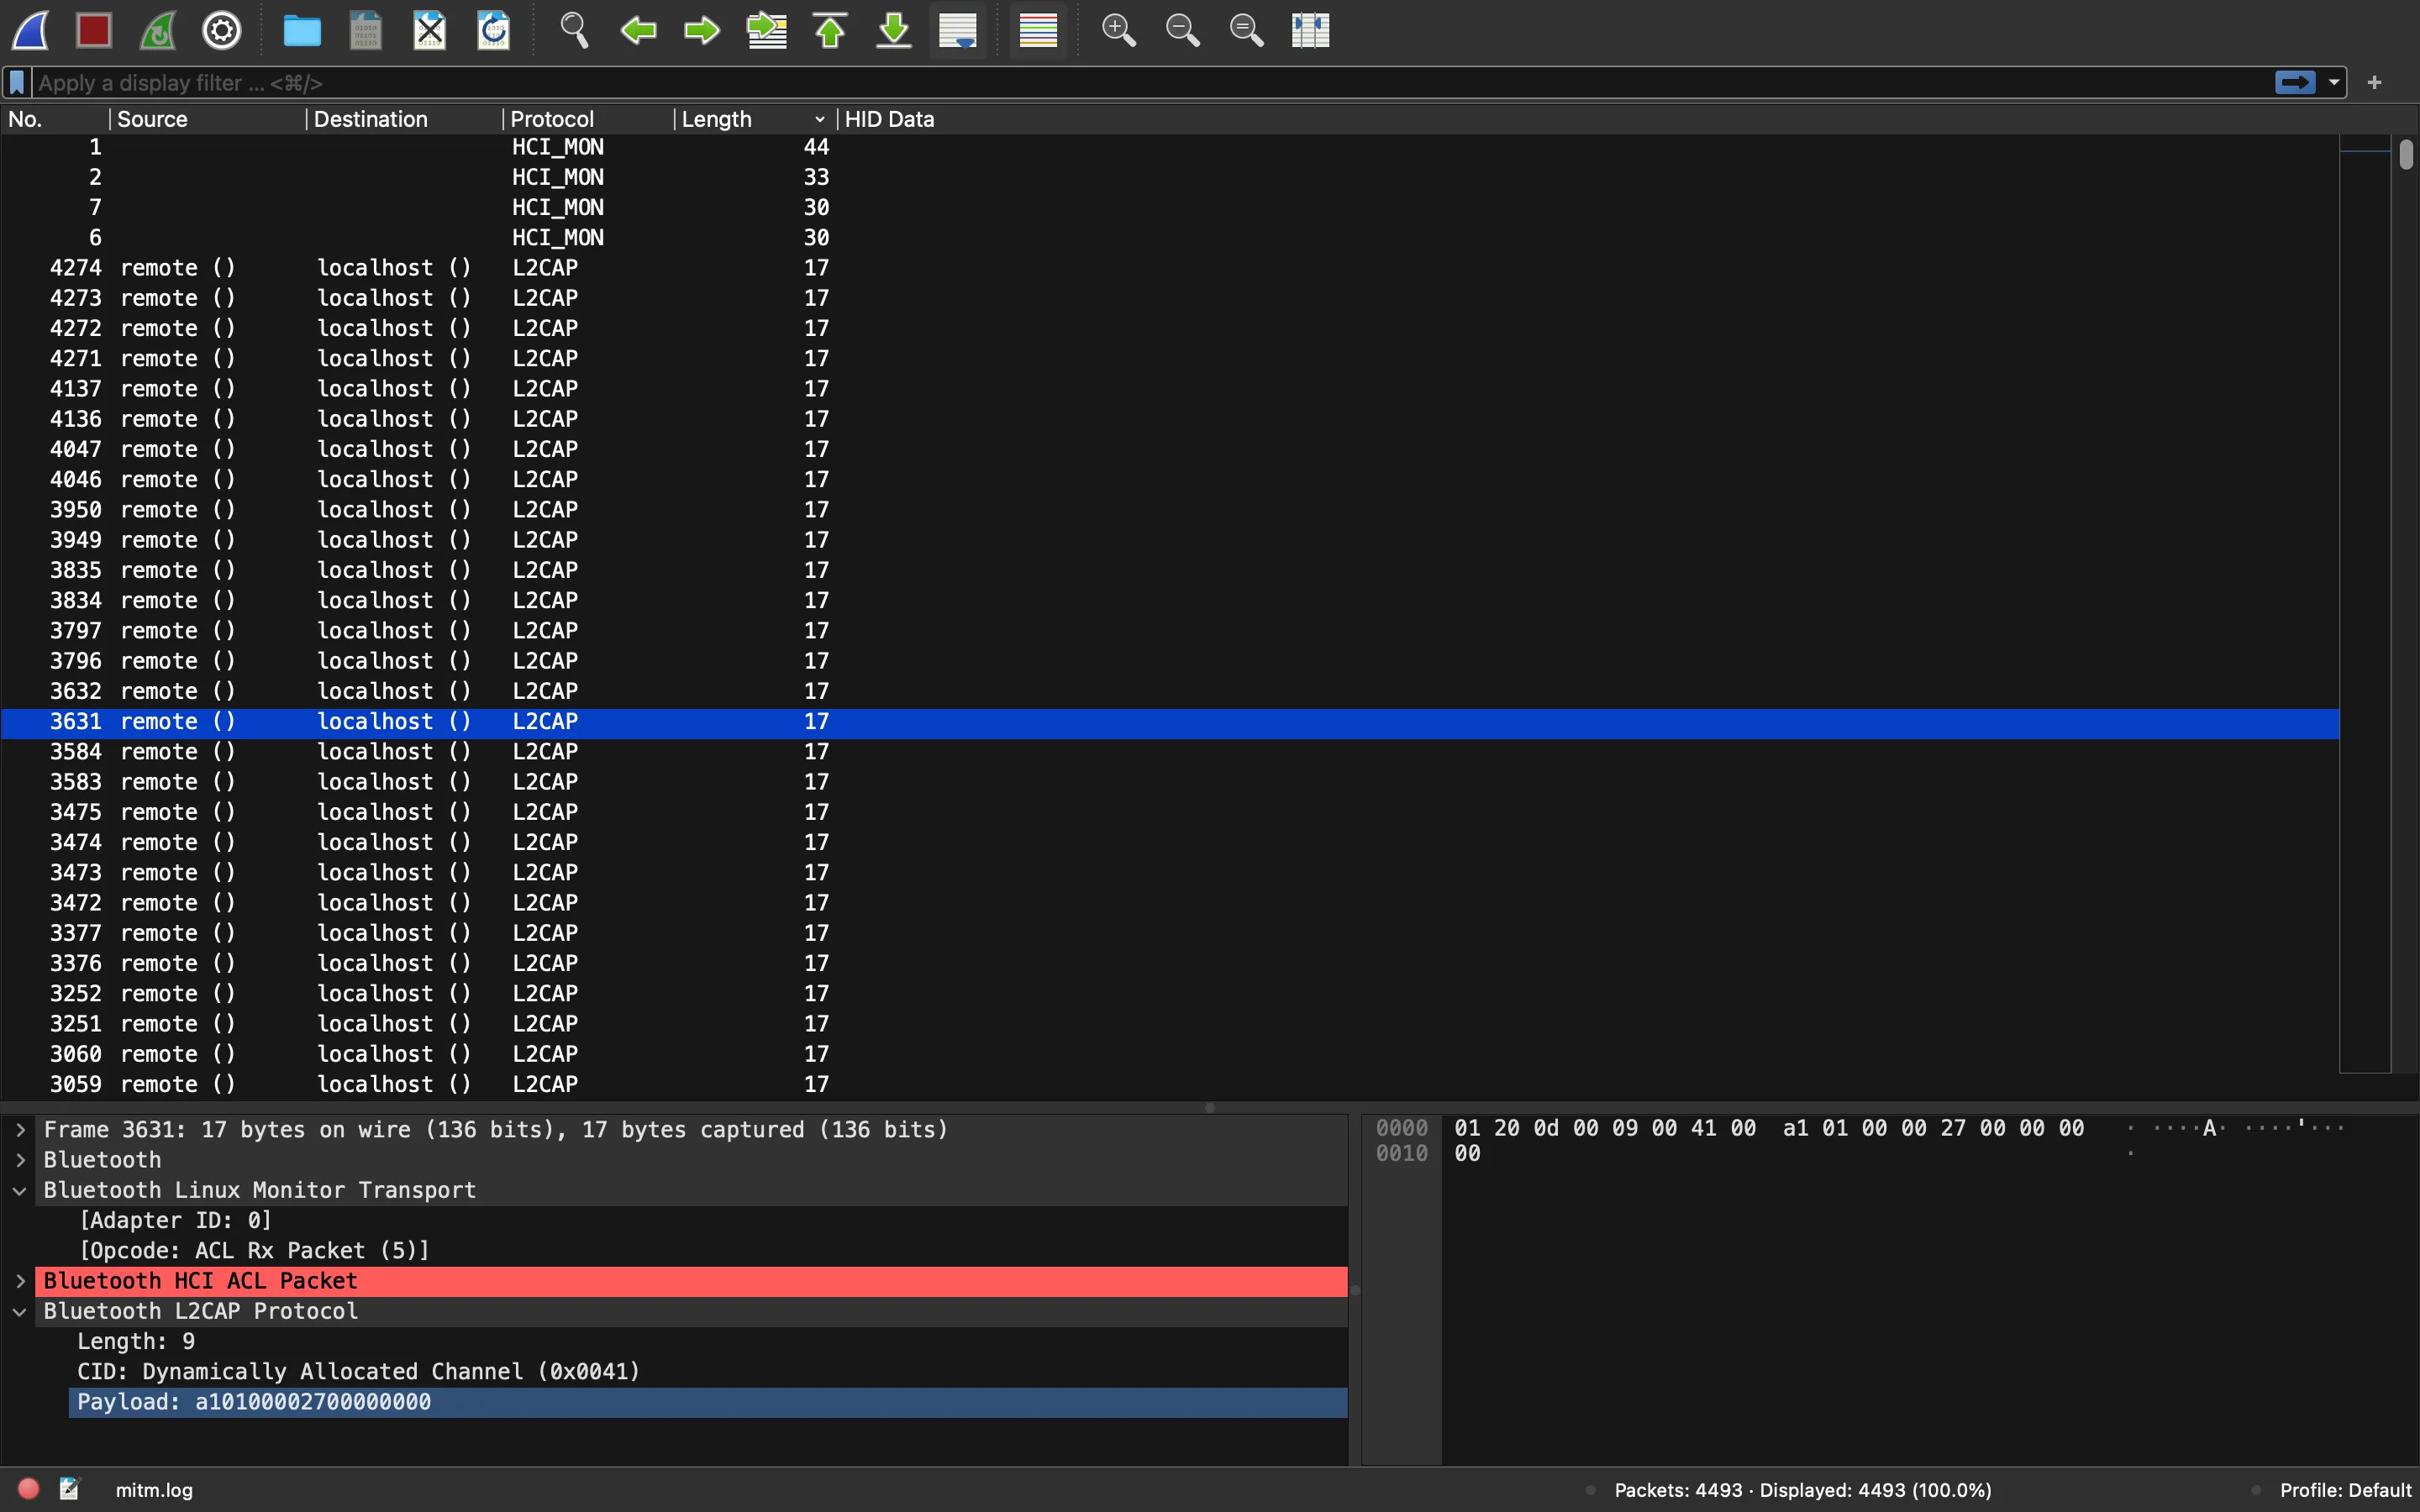 Apply a display filter ... <⌘/>
No. Source Destination Protocol Length HID Data
1 HCI_MON 44
2 HCI_MON 33
7 HCI_MON 30
6 HCI_MON 30
4274 remote () localhost () L2CAP 17
4273 remote () localhost () L2CAP 17
4272 remote () localhost () L2CAP 17
4271 remote () localhost () L2CAP 17
4137 remote () localhost () L2CAP 17
4136 remote () localhost () L2CAP 17
4047 remote () localhost () L2CAP 17
4046 remote () localhost () L2CAP 17
3950 remote () localhost () L2CAP 17
3949 remote () localhost () L2CAP 17
3835 remote () localhost () L2CAP 17
3834 remote () localhost () L2CAP 17
3797 remote () localhost () L2CAP 17
3796 remote () localhost () L2CAP 17
3632 remote () localhost () L2CAP 17
3631 remote () localhost () L2CAP 17
3584 remote () localhost () L2CAP 17
3583 remote () localhost () L2CAP 17
3475 remote () localhost () L2CAP 17
3474 remote () localhost () L2CAP 17
3473 remote () localhost () L2CAP 17
3472 remote () localhost () L2CAP 17
3377 remote () localhost () L2CAP 17
3376 remote () localhost () L2CAP 17
3252 remote () localhost () L2CAP 17
3251 remote () localhost () L2CAP 17
3060 remote () localhost () L2CAP 17
3059 remote () localhost () L2CAP 17
Frame 3631: 17 bytes on wire (136 bits), 17 bytes captured (136 bits)
Bluetooth
Bluetooth Linux Monitor Transport
[Adapter ID: 0]
[Opcode: ACL Rx Packet (5)]
Bluetooth HCI ACL Packet
Bluetooth L2CAP Protocol
Length: 9
CID: Dynamically Allocated Channel (0x0041)
Payload: a10100002700000000
0000 01 20 0d 00 09 00 41 00 a1 01 00 00 27 00 00 00 · ····A· ····'···
0010 00 ·
mitm.log
Packets: 4493 · Displayed: 4493 (100.0%)
Profile: Default